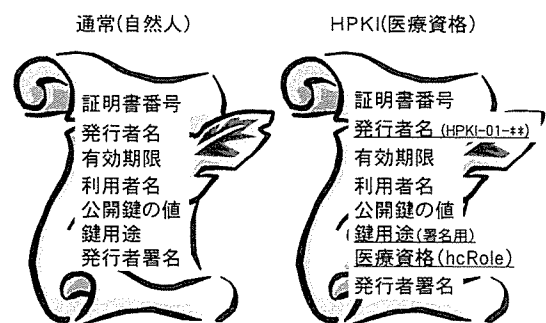 通常(自然人)
証明書番号
発行者名
有効期限
利用者名
公開鍵の値
鍵用途
発行者署名
HPKI(医療資格)
証明書番号
発行者名(HPKI-01-**)
有効期限
利用者名
公開鍵の値
鍵用途(署名用)
医療資格(hcRole)
発行者署名